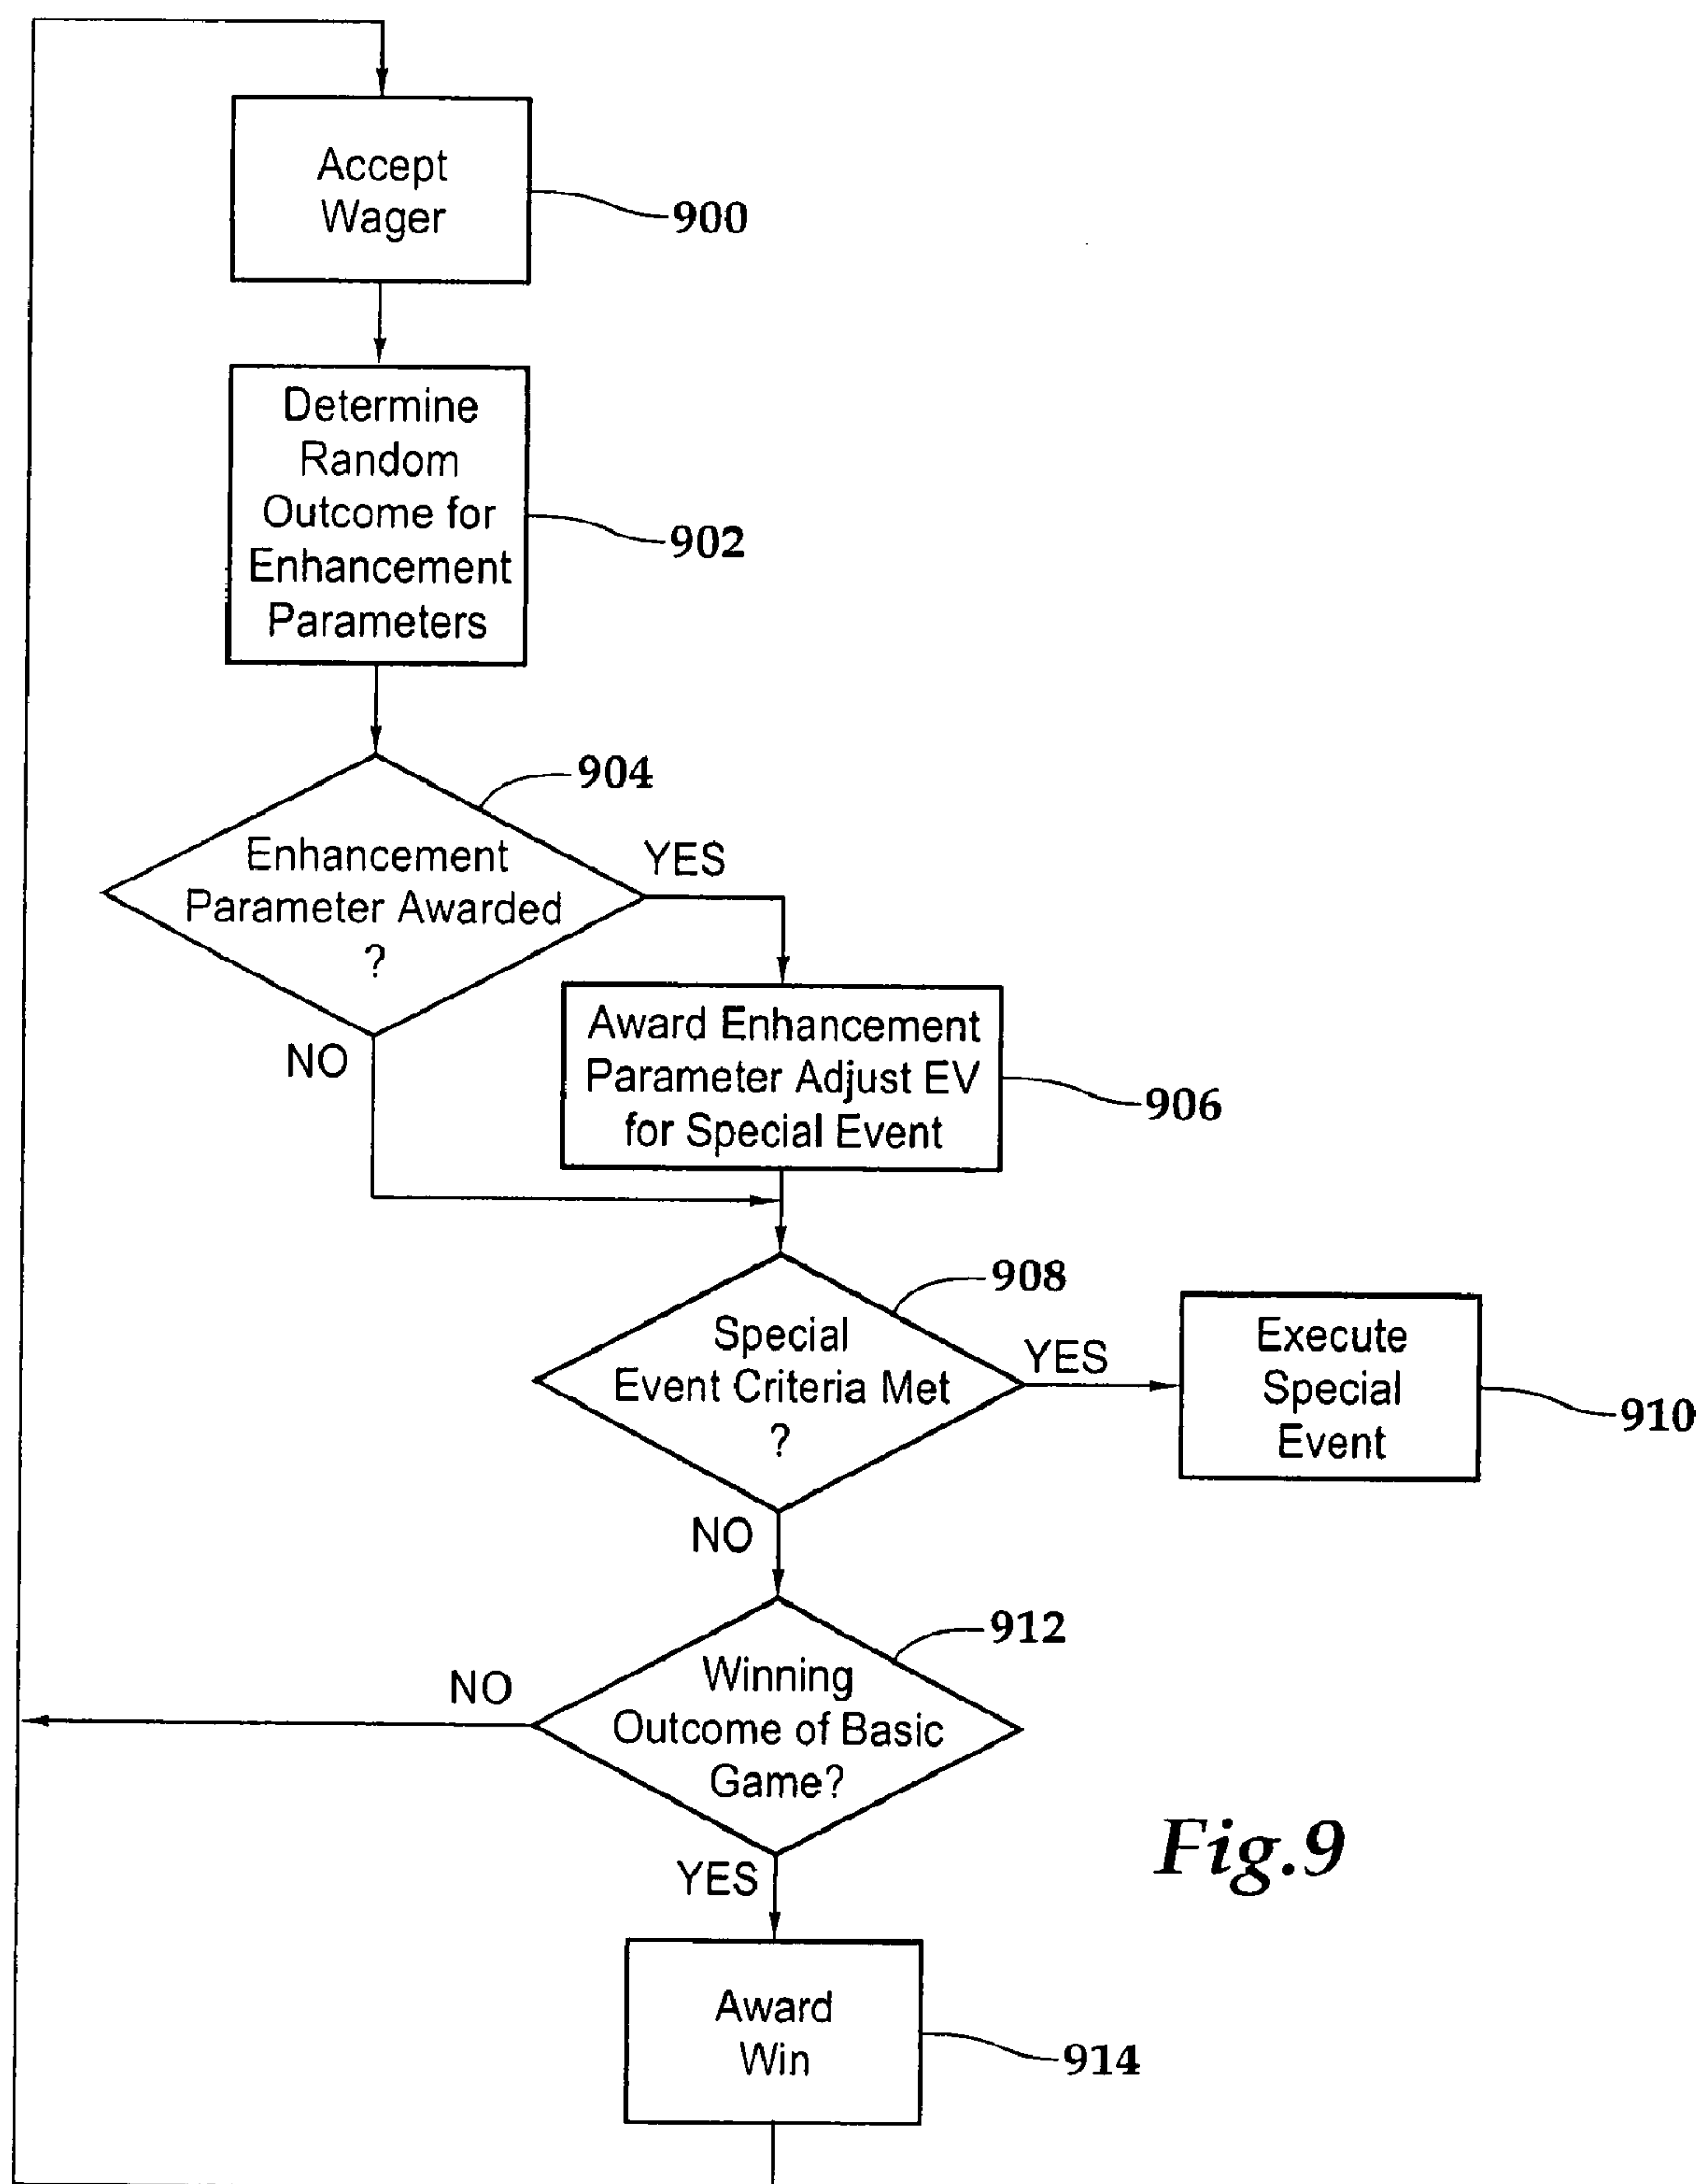 Accept
Wager
900
Determine
Random
Outcome for
Enhancement
Parameters
902
904
Enhancement
Parameter Awarded
?
YES
NO
Award Enhancement
Parameter Adjust EV
for Special Event
906
908
Special
Event Criteria Met
?
YES
Execute
Special
Event
910
NO
912
Winning
Outcome of Basic
Game?
NO
YES
Fig.9
Award
Win
914